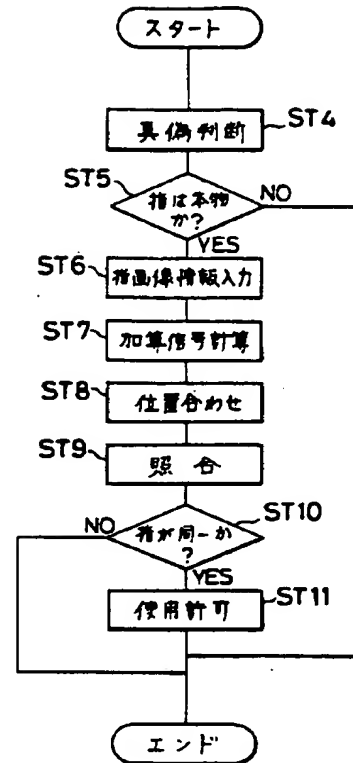 スタート
真偽判断 ST4
ST5 指は本物 NO
か?
YES
ST6 指画像情報入力
ST7 加算信号計算
ST8 位置合わせ
ST9 照合
NO 指が同一か ST10
?
YES
使用許可 ST11
エンド